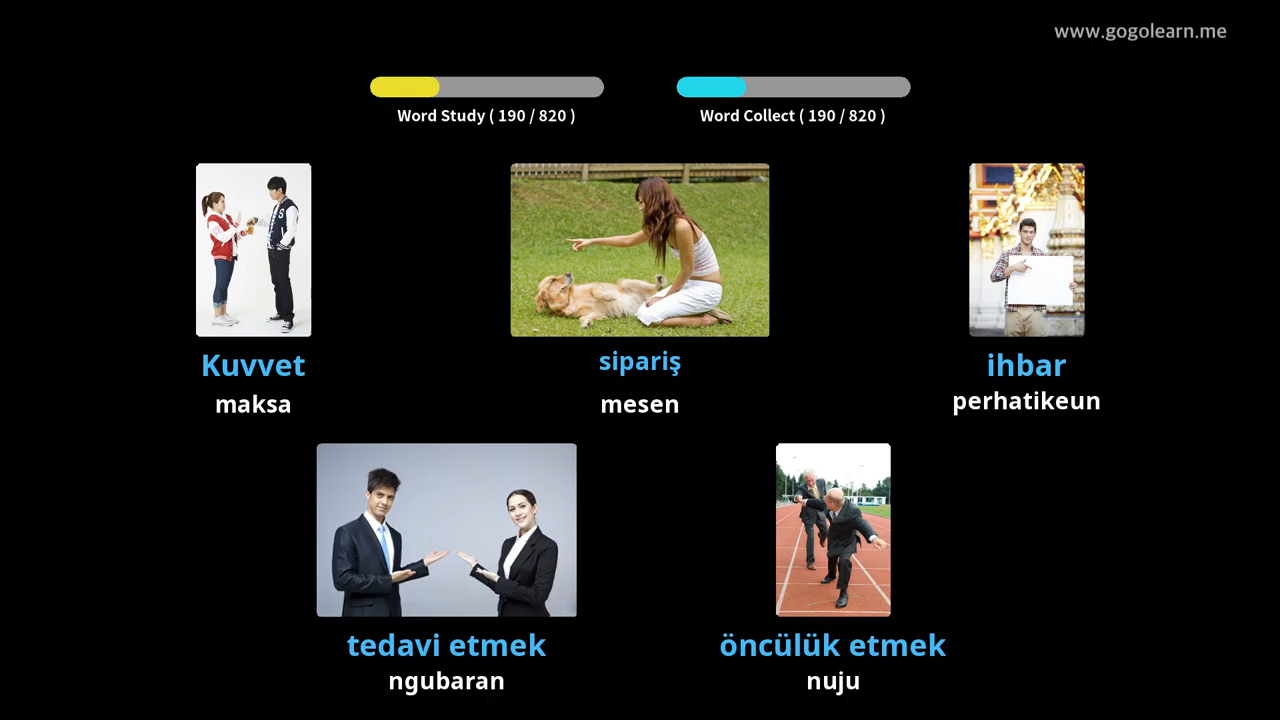 www.gogolearn.me
Word Study ( 190 / 820 )
Word Collect ( 190 / 820 )
Kuvvet
maksa
sipariş
mesen
ihbar
perhatikeun
tedavi etmek
ngubaran
öncülük etmek
nuju